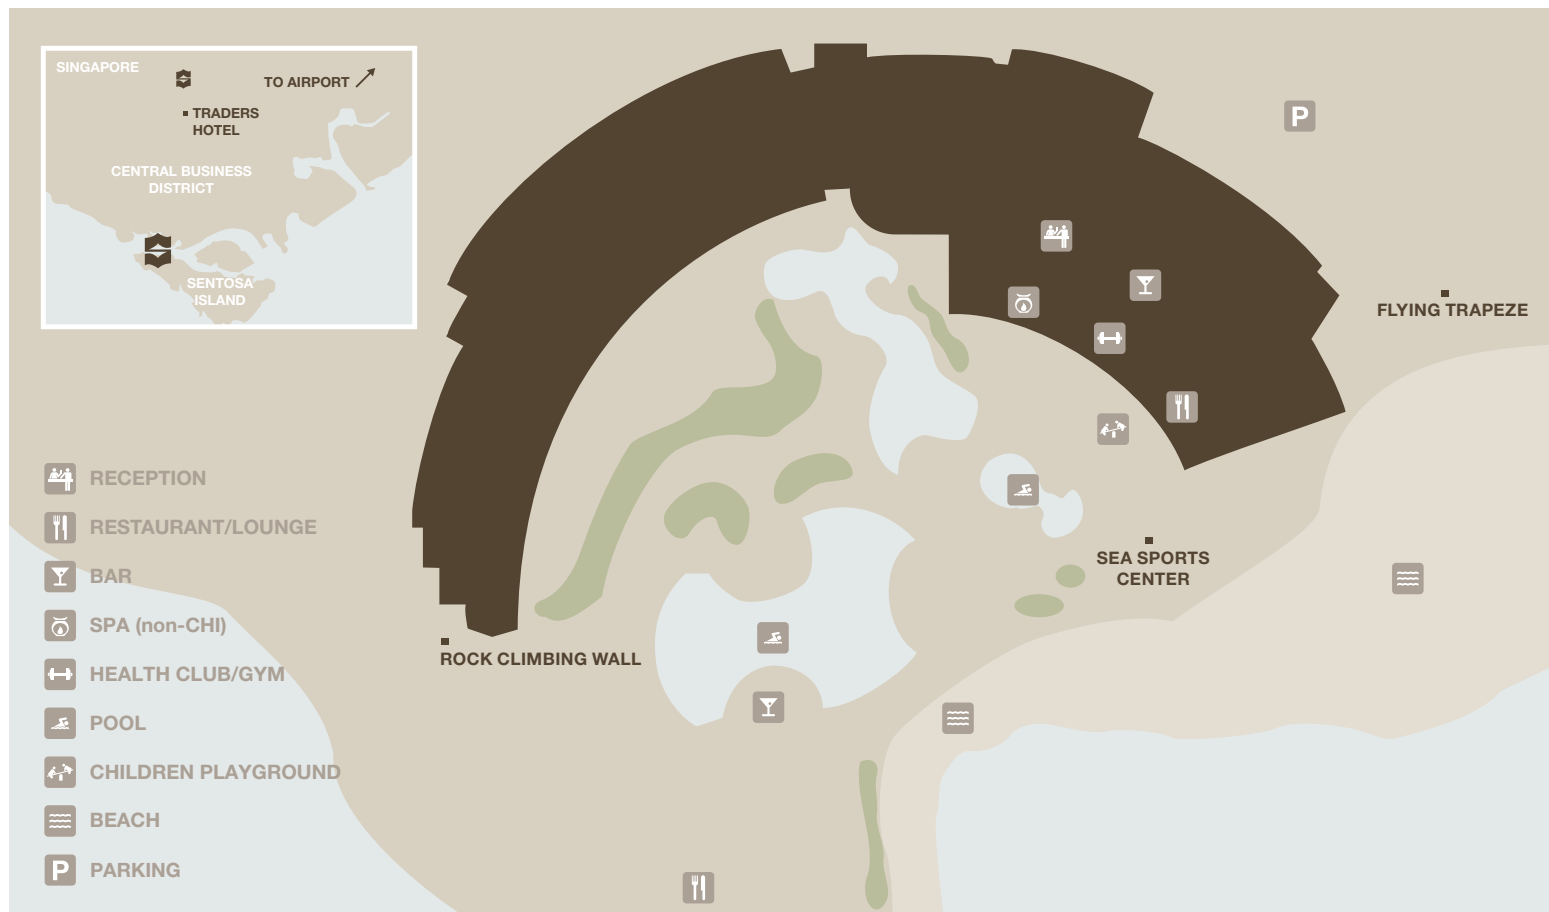 SINGAPORE
TO AIRPORT
TRADERS
HOTEL
CENTRAL BUSINESS
DISTRICT
SENTOSA
ISLAND
P
FLYING TRAPEZE
RECEPTION
RESTAURANT/LOUNGE
BAR
SPA (non-CHI)
HEALTH CLUB/GYM
POOL
CHILDREN PLAYGROUND
BEACH
P PARKING
SEA SPORTS
CENTER
ROCK CLIMBING WALL